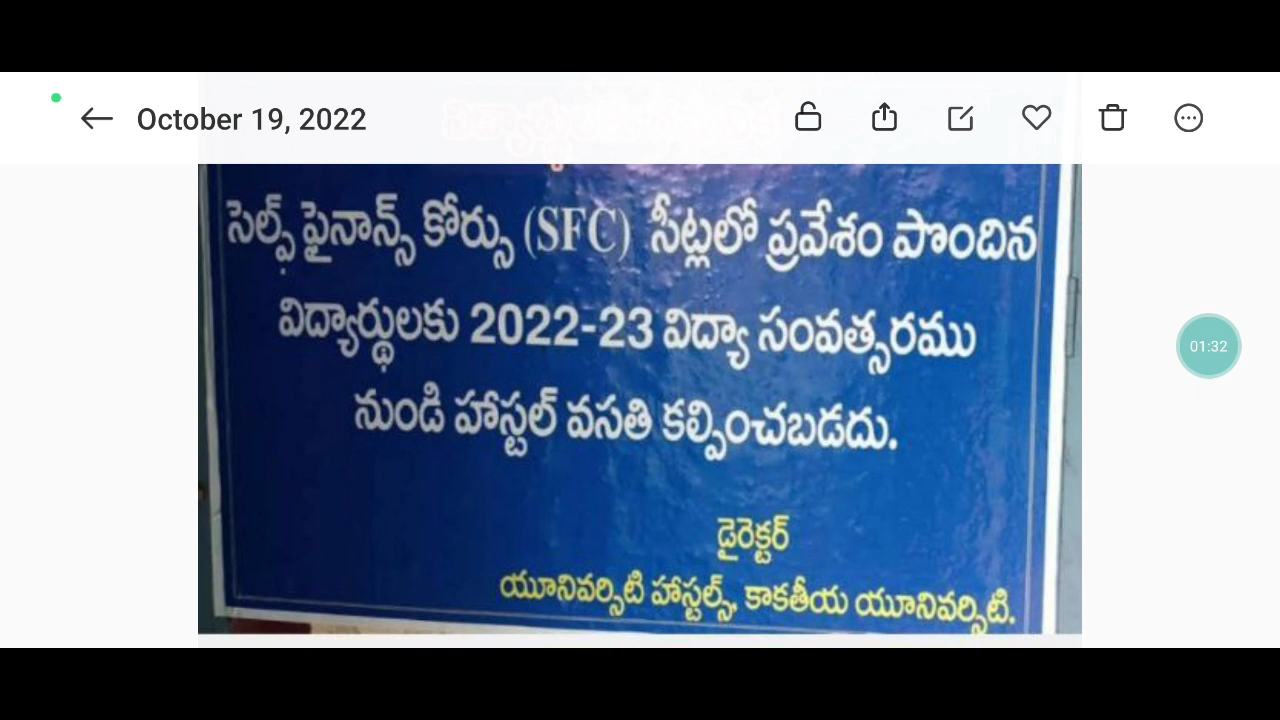 October 19, 2022
సెల్ఫ్ ఫైనాన్స్ కోర్సు (SFC) సీట్లలో ప్రవేశం పొందిన
విద్యార్థులకు 2022-23 విద్యా సంవత్సరము
నుండి హాస్టల్ వసతి కల్పించబడదు.
01:32
డైరెక్టర్
యూనివర్సిటి హాస్టల్స్, కాకతీయ యూనివర్సిటి.